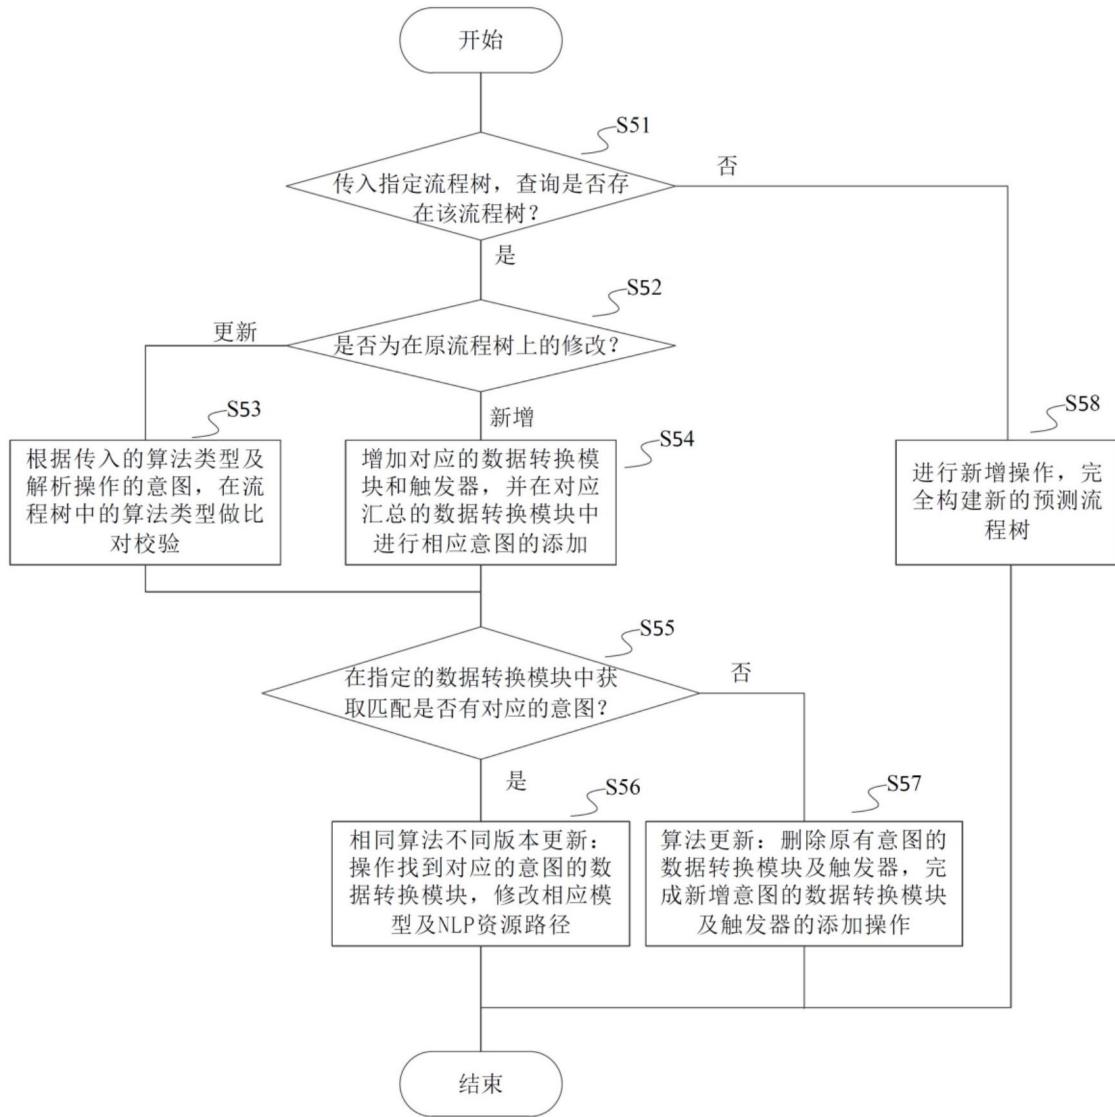 开始
S51
传入指定流程树，查询是否存
在该流程树？
否
是
S52
更新
是否为在原流程树上的修改？
新增
S53
根据传入的算法类型及
解析操作的意图，在流
程树中的算法类型做比
对校验
S54
增加对应的数据转换模
块和触发器，并在对应
汇总的数据转换模块中
进行相应意图的添加
S58
进行新增操作，完
全构建新的预测流
程树
S55
在指定的数据转换模块中获
取匹配是否有对应的意图？
否
是
S56
相同算法不同版本更新：
操作找到对应的意图的数
据转换模块，修改相应模
型及NLP资源路径
S57
算法更新：删除原有意图的
数据转换模块及触发器，完
成新增意图的数据转换模块
及触发器的添加操作
结束